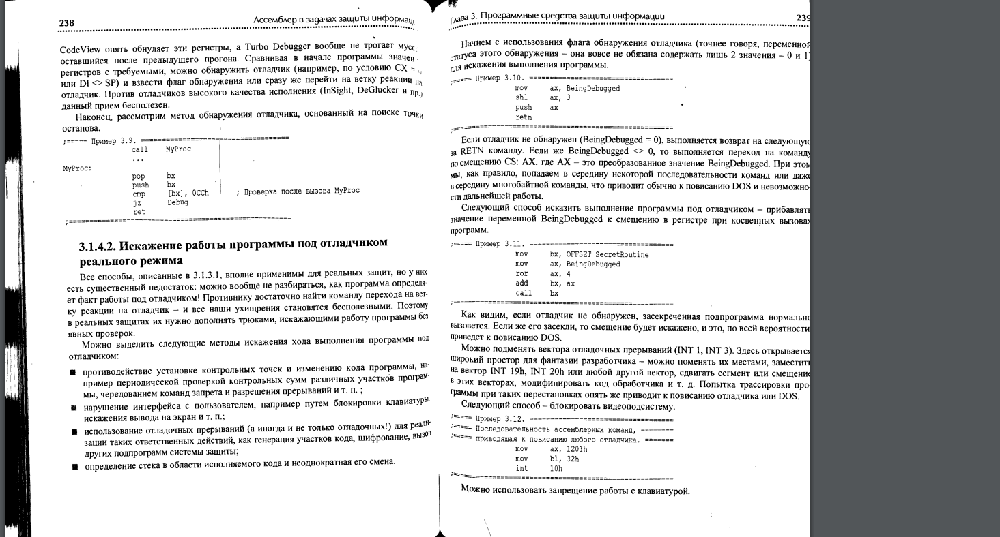 238
Ассемблер в задачах защиты информац
CodeView опять обнуляет эти регистры, а Turbo Debugger вообще не трогает мусс
оставшийся после предыдущего прогона. Сравнивая в начале программы значен
регистров с требуемыми, можно обнаружить отладчик (например, по условию CX =
или DI <> SP) и взвести флаг обнаружения или сразу же перейти на ветку реакции на
отладчик. Против отладчиков высокого качества исполнения (InSight, DeGlucker и пр.)
данный прием бесполезен.
Наконец, рассмотрим метод обнаружения отладчика, основанный на поиске точки
останова.
;===== Пример 3.9. ====================================
call MyProc
...
MyProc:
pop bx
push bx
cmp [bx], 0CCh ; Проверка после вызова MyProc
jz Debug
ret
;======================================================
3.1.4.2. Искажение работы программы под отладчиком
реального режима
Все способы, описанные в 3.1.3.1, вполне применимы для реальных защит, но у них
есть существенный недостаток: можно вообще не разбираться, как программа определя-
ет факт работы под отладчиком! Противнику достаточно найти команду перехода на вет-
ку реакции на отладчик – и все наши ухищрения становятся бесполезными. Поэтому
в реальных защитах их нужно дополнять трюками, искажающими работу программы без
явных проверок.
Можно выделить следующие методы искажения хода выполнения программы под
отладчиком:
■ противодействие установке контрольных точек и изменению кода программы, на-
пример периодической проверкой контрольных сумм различных участков програм-
мы, чередованием команд запрета и разрешения прерываний и т. п. ;
■ нарушение интерфейса с пользователем, например путем блокировки клавиатуры.
искажения вывода на экран и т. п.;
■ использование отладочных прерываний (а иногда и не только отладочных!) для реали-
зации таких ответственных действий, как генерация участков кода, шифрование, вызов
других подпрограмм системы защиты;
■ определение стека в области исполняемого кода и неоднократная его смена.
Глава 3. Программные средства защиты информации
239
Начнем с использования флага обнаружения отладчика (точнее говоря, переменной
статуса этого обнаружения – она вовсе не обязана содержать лишь 2 значения – 0 и 1)
для искажения выполнения программы.
;===== Пример 3.10. ===================================
mov ax, BeingDebugged
shl ax, 3
push ax
retn
;======================================================
Если отладчик не обнаружен (BeingDebugged = 0), выполняется возврат на следующую
за RETN команду. Если же BeingDebugged <> 0, то выполняется переход на команду
по смещению CS: AX, где AX – это преобразованное значение BeingDebugged. При этом
мы, как правило, попадаем в середину некоторой последовательности команд или даже
в середину многобайтной команды, что приводит обычно к повисанию DOS и невозможно-
сти дальнейшей работы.
Следующий способ исказить выполнение программы под отладчиком – прибавлять
значение переменной BeingDebugged к смещению в регистре при косвенных вызовах
программ.
;===== Пример 3.11. ===================================
mov bx, OFFSET SecretRoutine
mov ax, BeingDebugged
ror ax, 4
add bx, ax
call bx
;======================================================
Как видим, если отладчик не обнаружен, засекреченная подпрограмма нормально
вызовется. Если же его засекли, то смещение будет искажено, и это, по всей вероятности
приведет к повисанию DOS.
Можно подменять вектора отладочных прерываний (INT 1, INT 3). Здесь открывается
широкий простор для фантазии разработчика – можно поменять их местами, заместить
на вектор INT 19h, INT 20h или любой другой вектор, сдвигать сегмент или смещение
в этих векторах, модифицировать код обработчика и т. д. Попытка трассировки про-
граммы при таких перестановках опять же приводит к повисанию отладчика или DOS.
Следующий способ – блокировать видеоподсистему.
;===== Пример 3.12. ===================================
;===== Последовательность ассемблерных команд, ========
;===== приводящая к повисанию любого отладчика. =======
mov ax, 1201h
mov bl, 32h
int 10h
;======================================================
Можно использовать запрещение работы с клавиатурой.